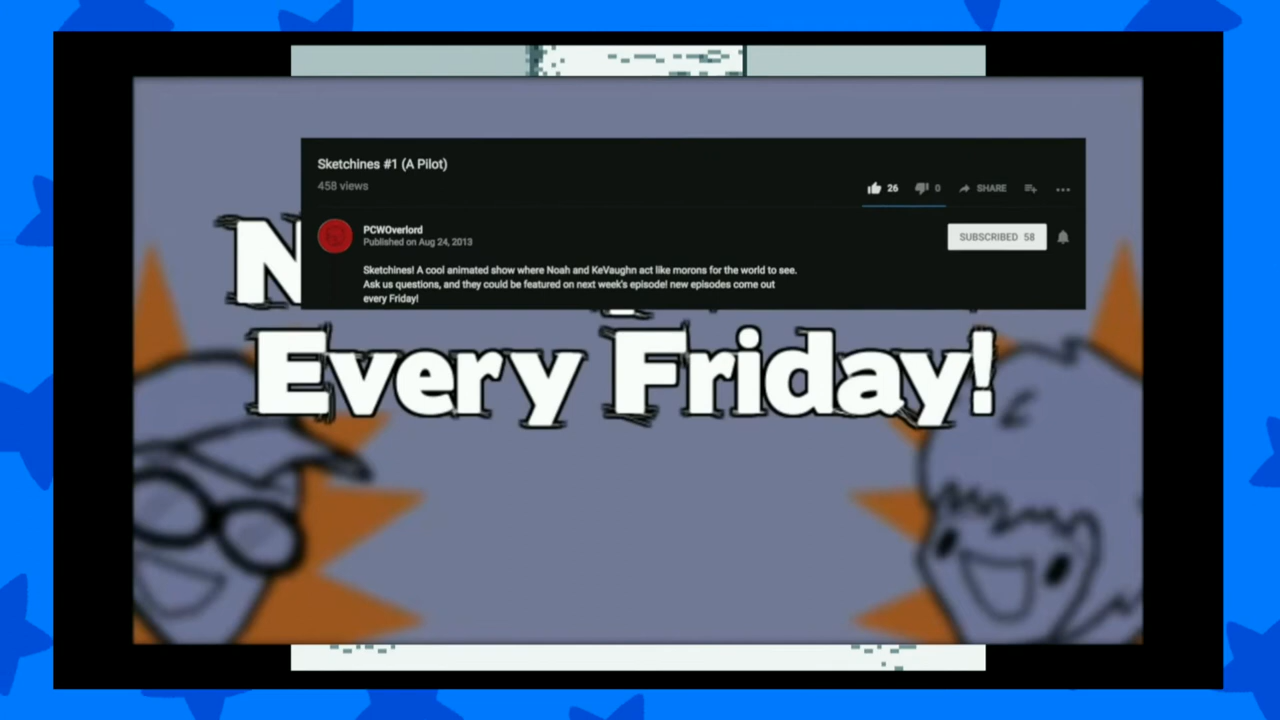 Sketchines #1 (A Pilot)
458 views
26
0
SHARE
PCWOverlord
Published on Aug 24, 2013
SUBSCRIBED 58
Sketchines! A cool animated show where Noah and KeVaughn act like morons for the world to see.
Ask us questions, and they could be featured on next week's episode! new episodes come out
every Friday!
Every Friday!